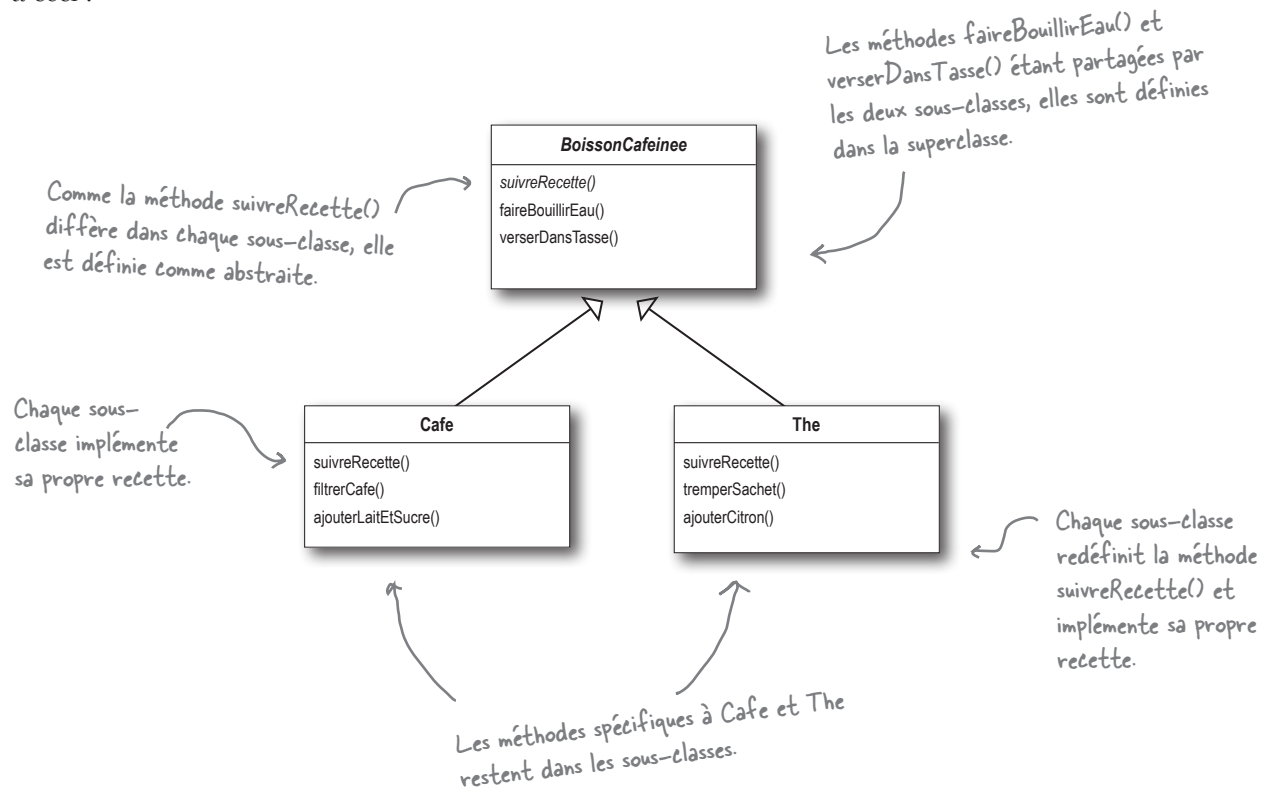 Les méthodes faireBouillirEau() et
verserDansTasse() étant partagées par
les deux sous-classes, elles sont définies
dans la superclasse.
BoissonCafeinee
suivreRecette()
faireBouillirEau()
verserDansTasse()
Comme la méthode suivreRecette()
diffère dans chaque sous-classe, elle
est définie comme abstraite.
Chaque sous-
classe implémente
sa propre recette.
Cafe
suivreRecette()
filtrerCafe()
ajouterLaitEtSucre()
The
suivreRecette()
tremperSachet()
ajouterCitron()
Chaque sous-classe
redéfinit la méthode
suivreRecette() et
implémente sa propre
recette.
Les méthodes spécifiques à Cafe et The
restent dans les sous-classes.